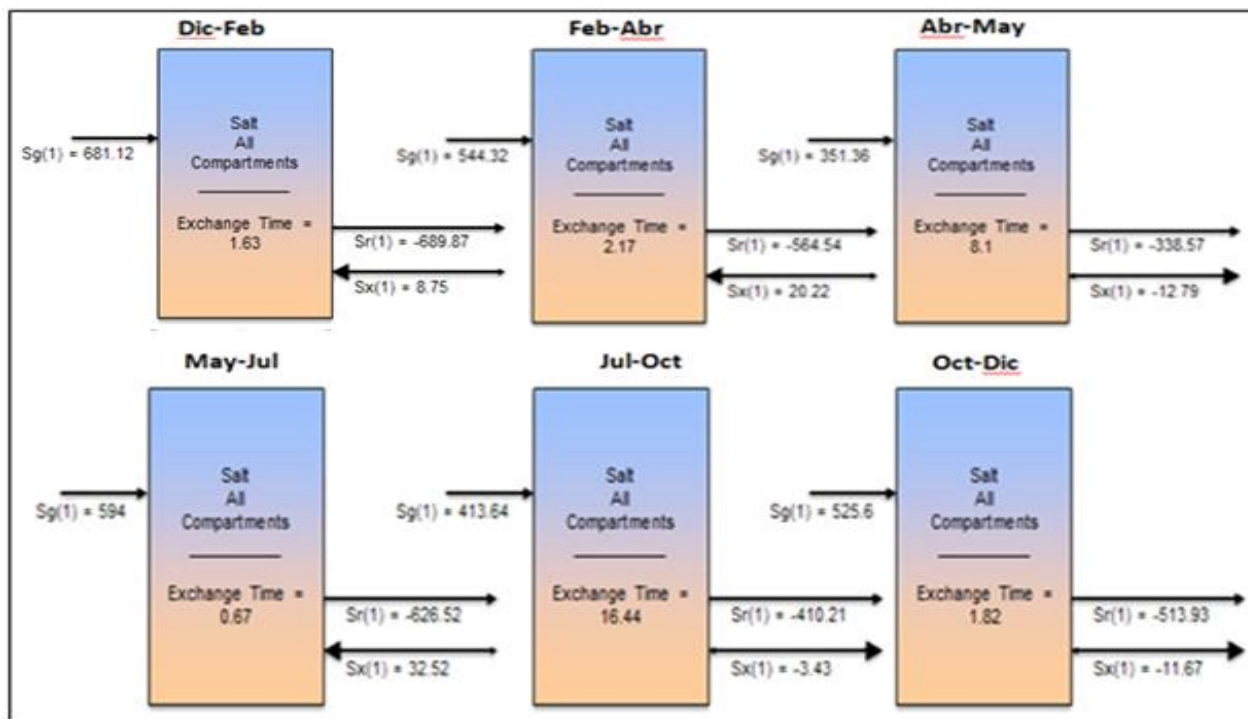 Dic-Feb
Salt
All
Compartments
Sg(1) = 681.12
Exchange Time =
1.63
Sr(1) = -689.87
Sx(1) = 8.75
Feb-Abr
Salt
All
Compartments
Sg(1) = 544.32
Exchange Time =
2.17
Sr(1) = -564.54
Sx(1) = 20.22
Abr-May
Salt
All
Compartments
Sg(1) = 351.36
Exchange Time =
8.1
Sr(1) = -338.57
Sx(1) = -12.79
May-Jul
Salt
All
Compartments
Sg(1) = 594
Exchange Time =
0.67
Sr(1) = -626.52
Sx(1) = 32.52
Jul-Oct
Salt
All
Compartments
Sg(1) = 413.64
Exchange Time =
16.44
Sr(1) = -410.21
Sx(1) = -3.43
Oct-Dic
Salt
All
Compartments
Sg(1) = 525.6
Exchange Time =
1.82
Sr(1) = -513.93
Sx(1) = -11.67